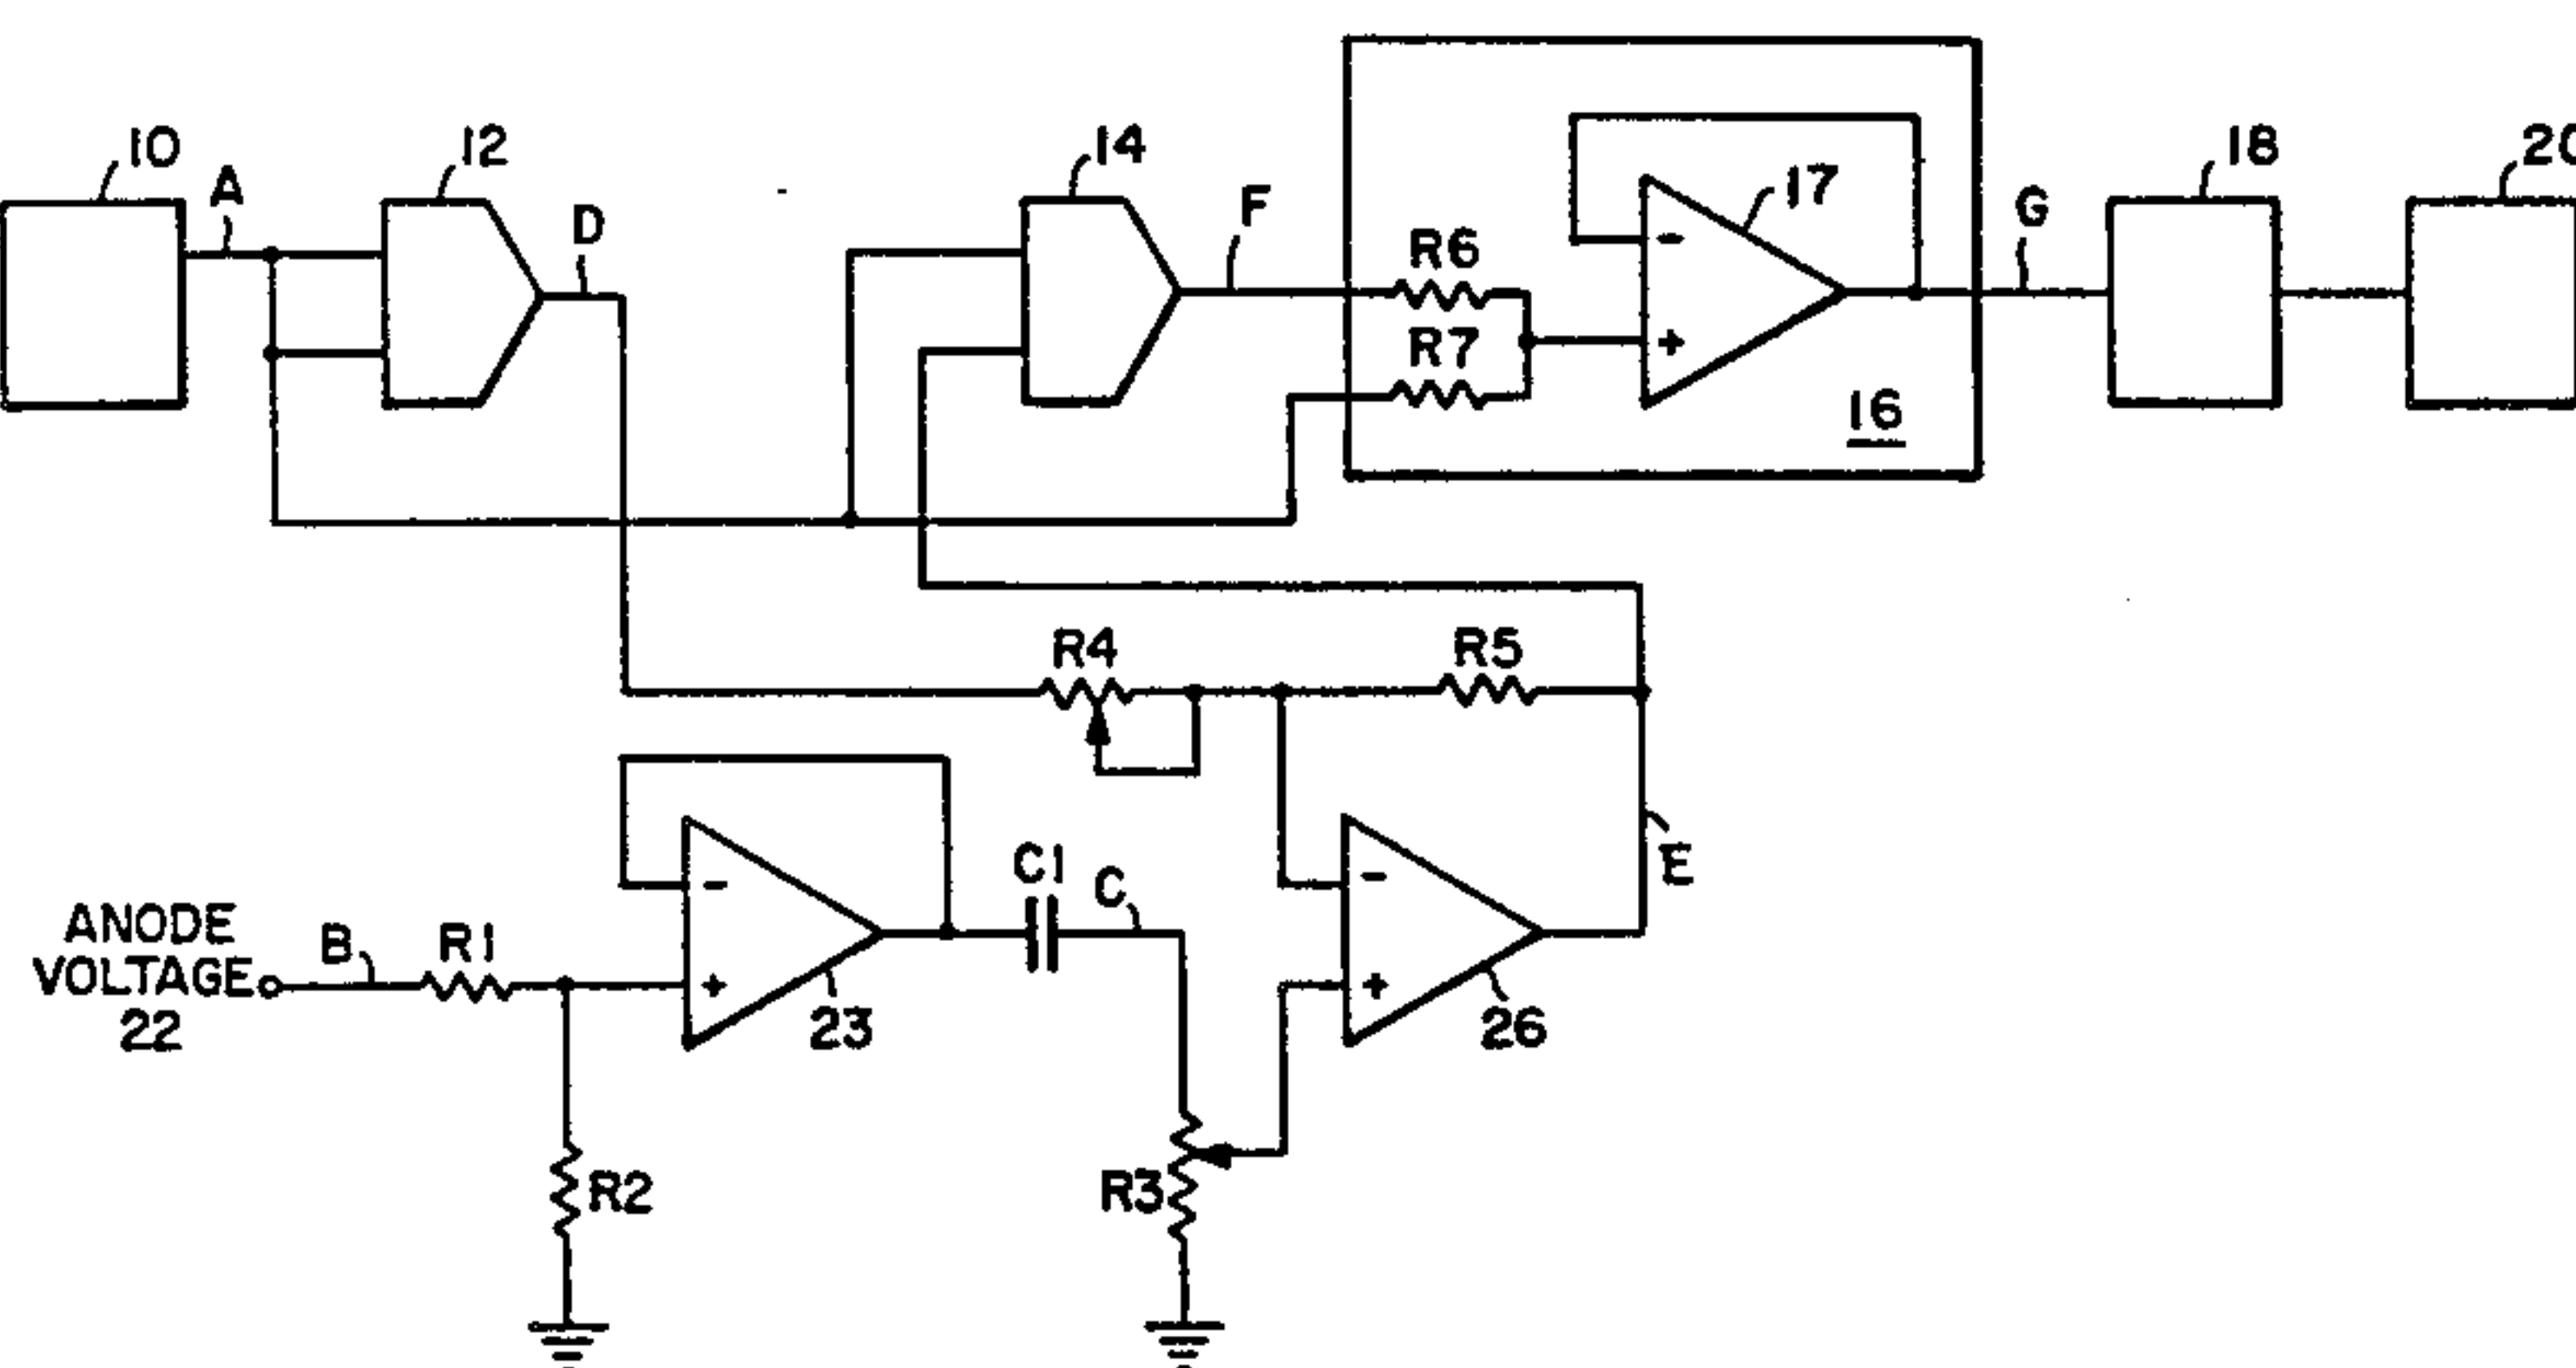 10
A
12
D
14
F
R6
R7
-
+
17
16
G
18
20
R4
R5
E
ANODE
VOLTAGE
22
B
R1
R2
-
+
23
C1
C
R3
-
+
26